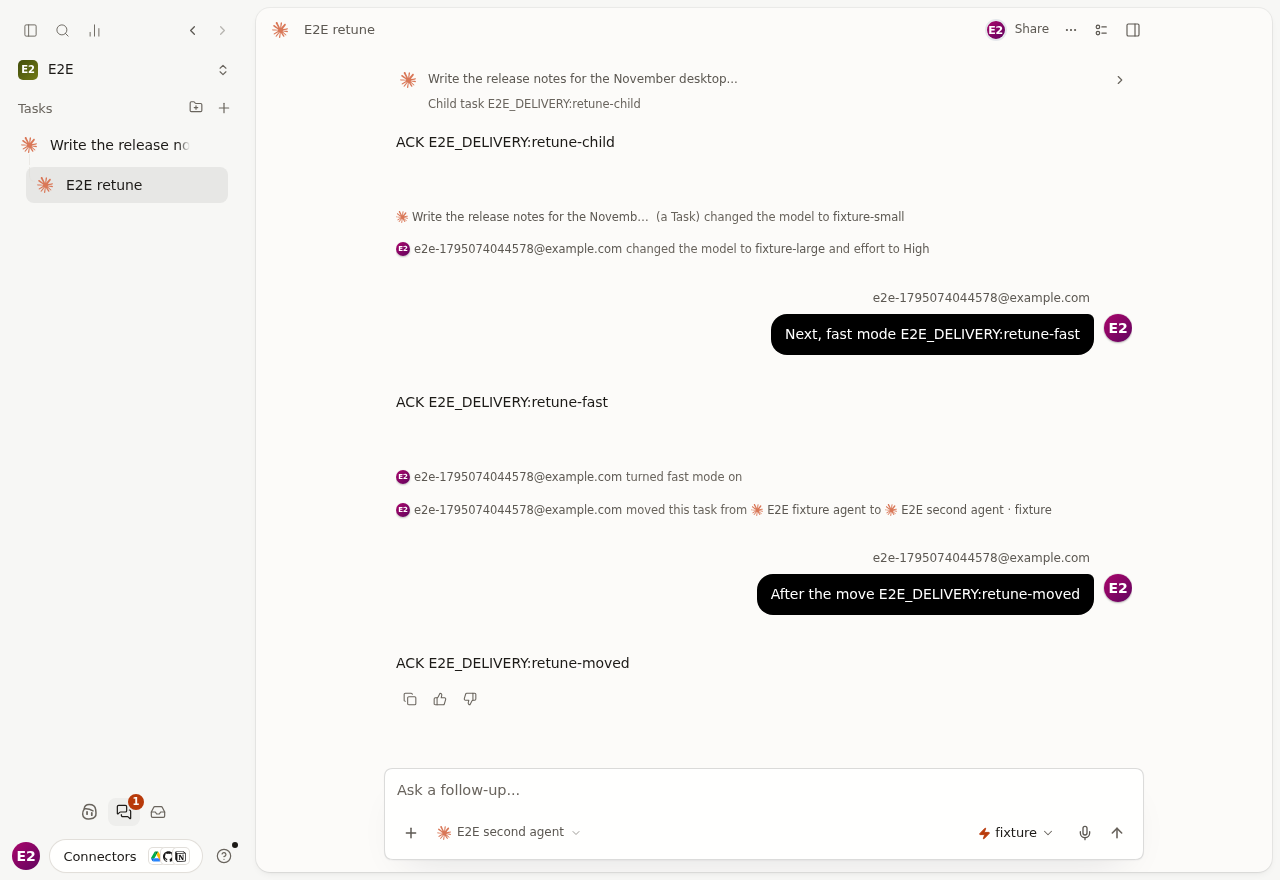 E2E retune
E2 Share
E2 E2E
Tasks
Write the release no
E2E retune
Write the release notes for the November desktop...
Child task E2E_DELIVERY:retune-child
ACK E2E_DELIVERY:retune-child
Write the release notes for the Novemb… (a Task) changed the model to fixture-small
E2 e2e-1795074044578@example.com changed the model to fixture-large and effort to High
e2e-1795074044578@example.com
Next, fast mode E2E_DELIVERY:retune-fast
E2
ACK E2E_DELIVERY:retune-fast
E2 e2e-1795074044578@example.com turned fast mode on
E2 e2e-1795074044578@example.com moved this task from E2E fixture agent to E2E second agent · fixture
e2e-1795074044578@example.com
After the move E2E_DELIVERY:retune-moved
E2
ACK E2E_DELIVERY:retune-moved
Ask a follow-up...
E2E second agent
fixture
1
E2 Connectors